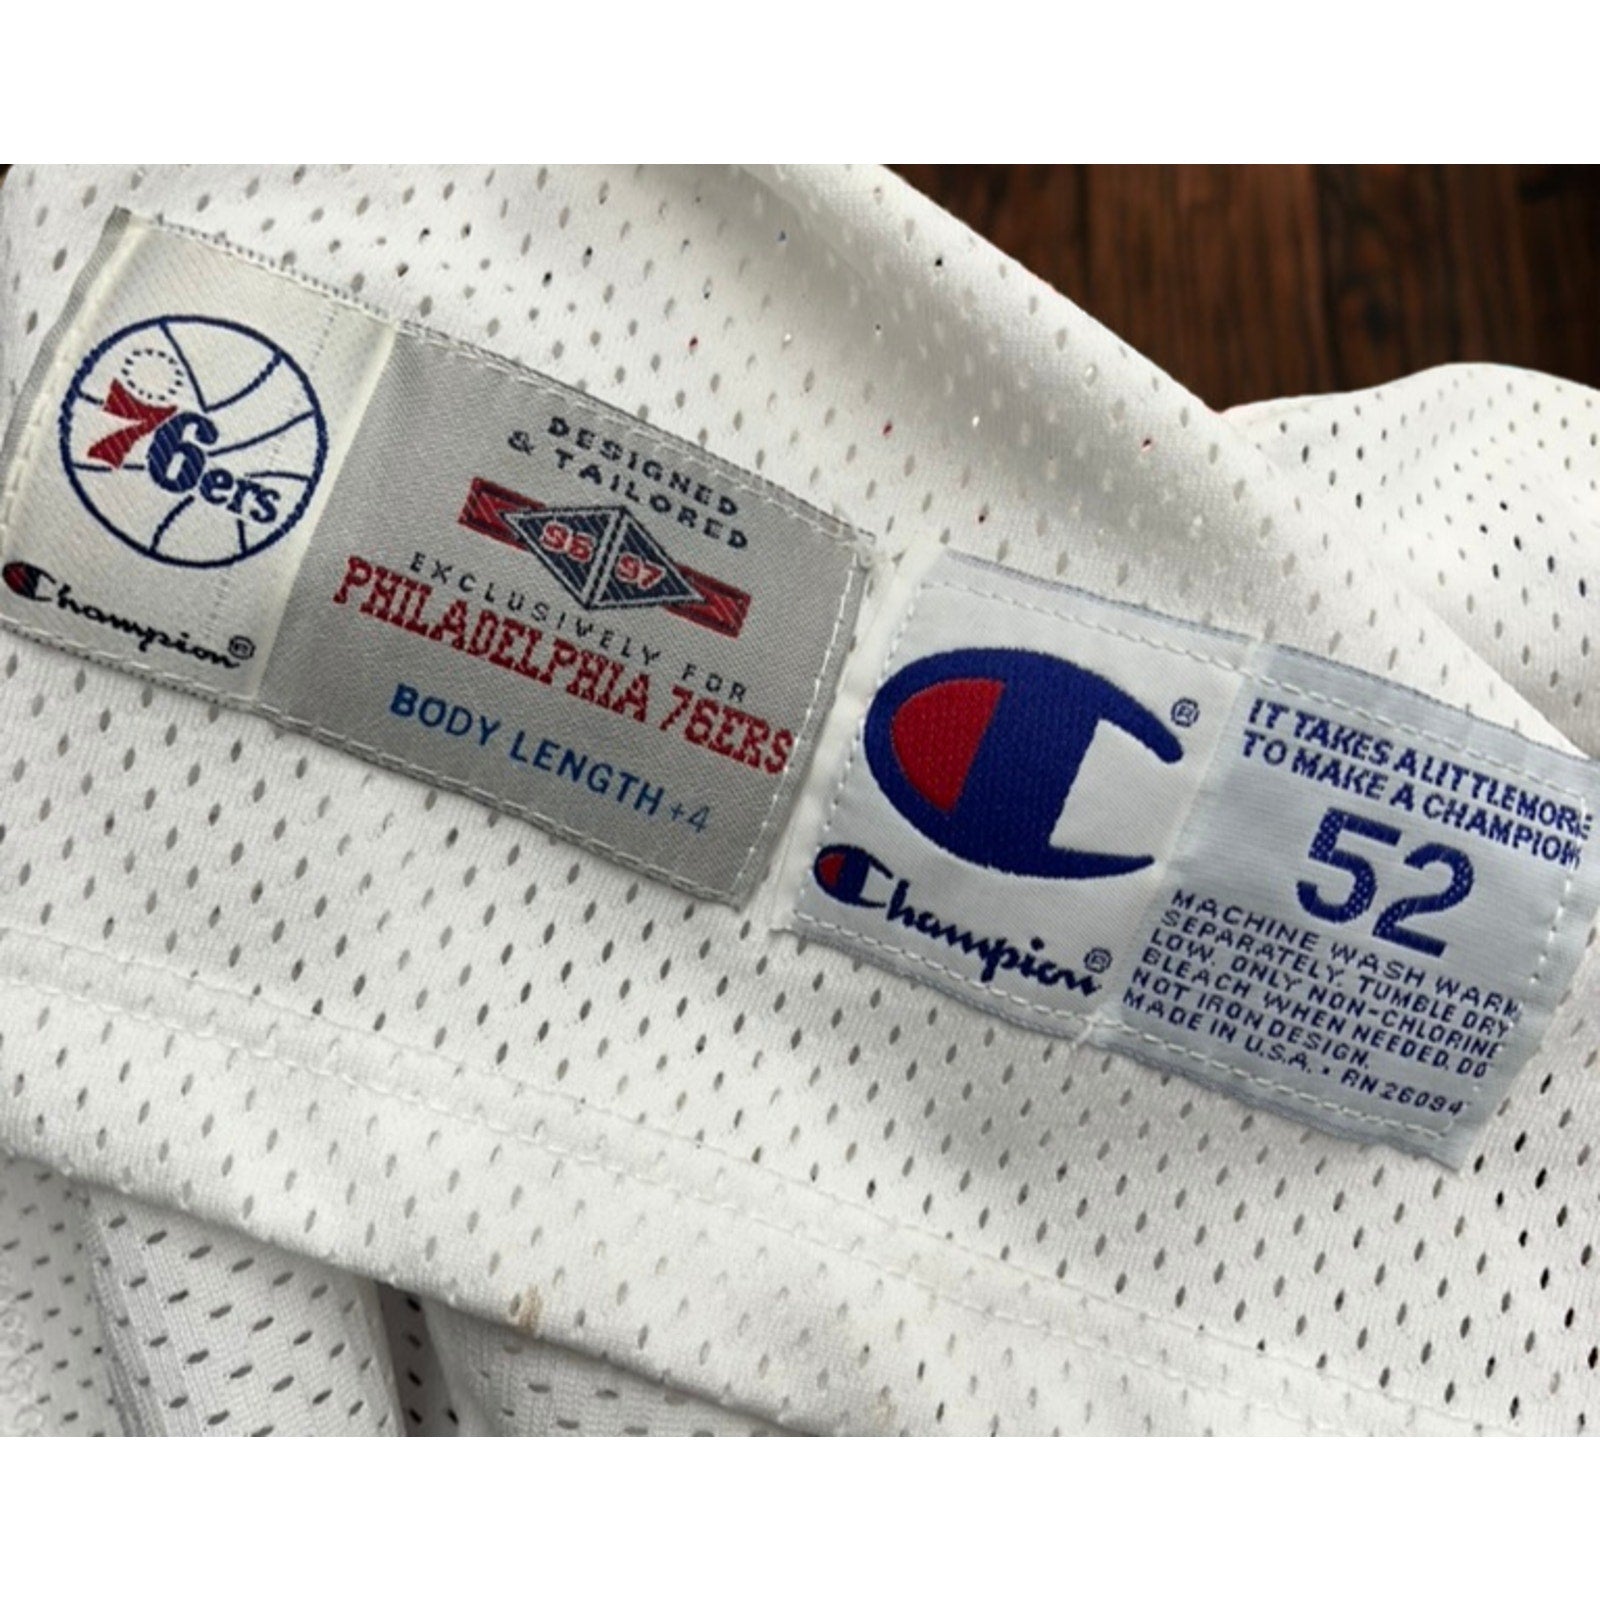 76ers
Champion®
DESIGNED
& TAILORED
96 97
EXCLUSIVELY FOR
PHILADELPHIA 76ERS
BODY LENGTH +4
®
Champion®
IT TAKES A LITTLE MORE
TO MAKE A CHAMPION®
52
MACHINE WASH WARM
SEPARATELY. TUMBLE DRY
LOW. ONLY NON-CHLORINE
BLEACH WHEN NEEDED. DO
NOT IRON DESIGN.
MADE IN U.S.A. • RN 26094